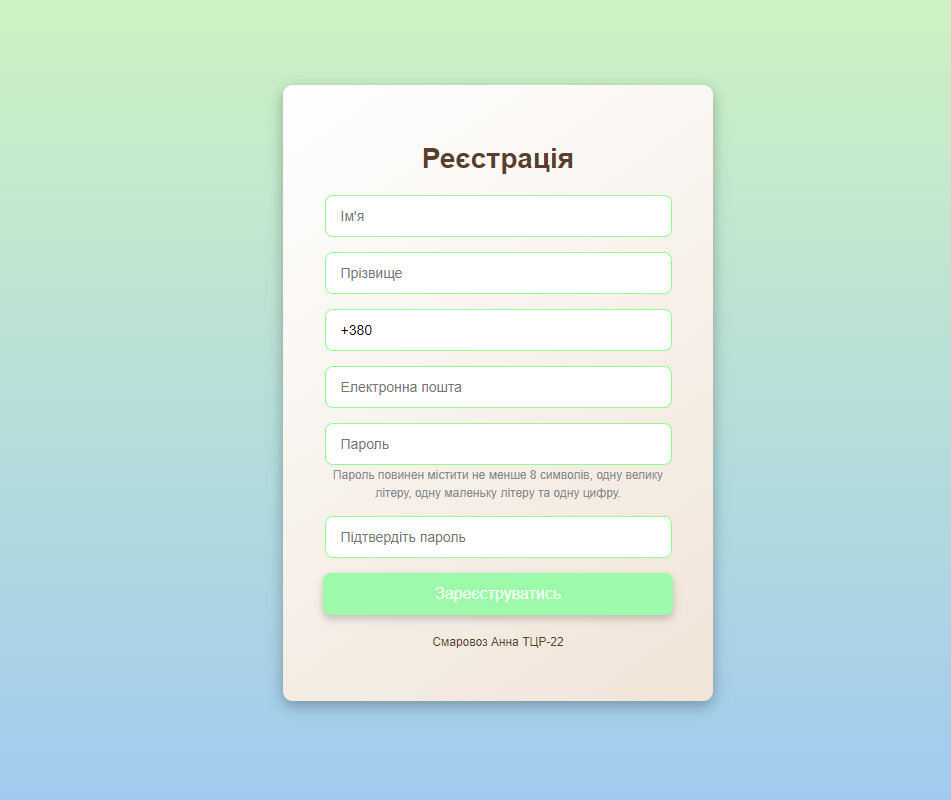 Реєстрація
Ім'я
Прізвище
+380
Електронна пошта
Пароль
Пароль повинен містити не менше 8 символів, одну велику
літеру, одну маленьку літеру та одну цифру.
Підтвердіть пароль
Зареєструватись
Смаровоз Анна ТЦР-22